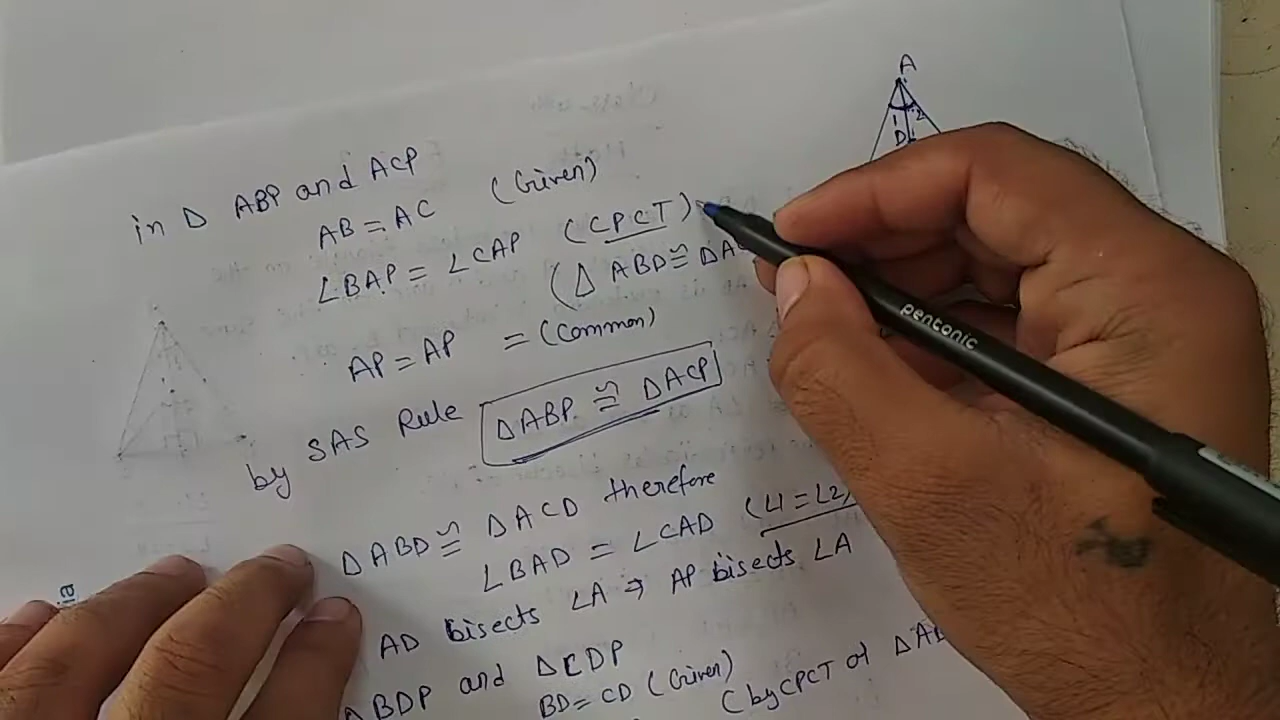 A
1 2
D
in Δ ABP and ACP
AB = AC (Given)
∠BAP = ∠CAP (CPCT)
(Δ ABD ≅ ΔAC
AP = AP = (Common)
by SAS Rule ΔABP ≅ ΔACP
ΔABD ≅ ΔACD therefore
∠BAD = ∠CAD (∠1 = ∠2)
AD bisects ∠A ⇒ AP bisects ∠A
ΔBDP and ΔCDP
BD = CD (Given)
(by CPCT of ΔAB
pentonic